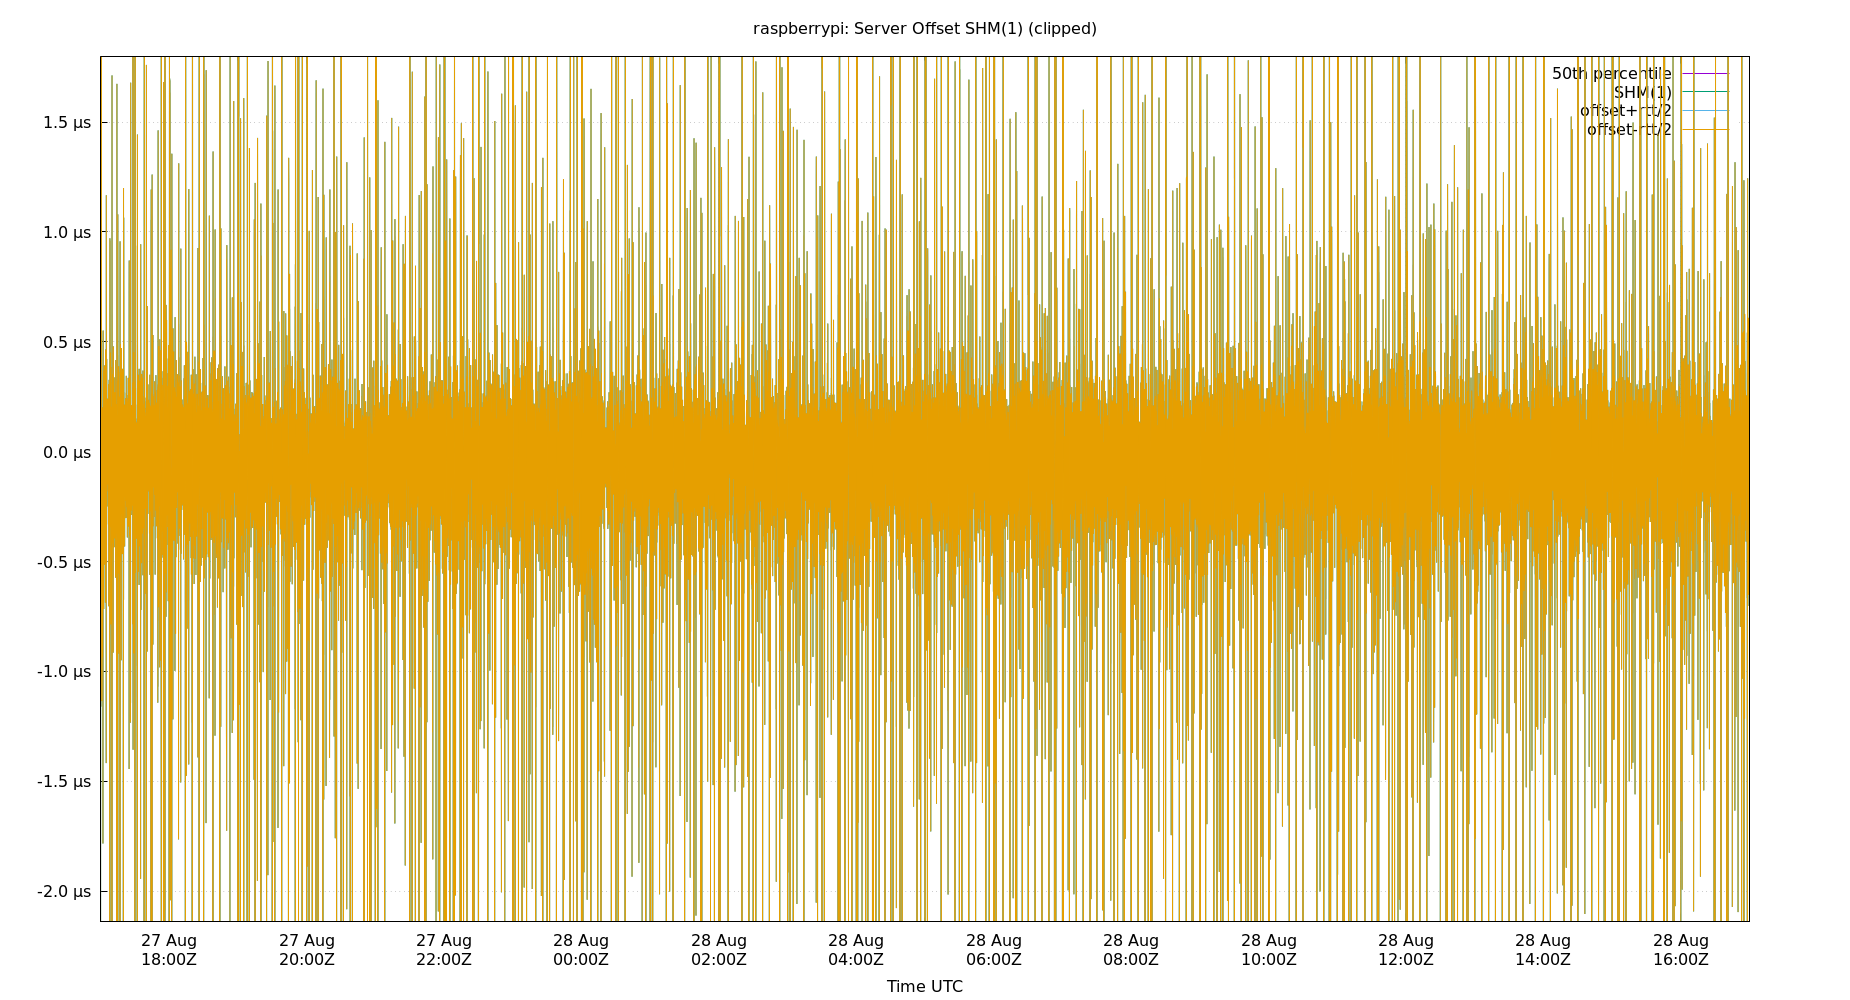 raspberrypi: Server Offset SHM(1) (clipped)
50th percentile
SHM(1)
offset+rtt/2
offset-rtt/2
1.5 µs
1.0 µs
0.5 µs
0.0 µs
-0.5 µs
-1.0 µs
-1.5 µs
-2.0 µs
27 Aug 27 Aug 27 Aug 28 Aug 28 Aug 28 Aug 28 Aug 28 Aug 28 Aug 28 Aug 28 Aug 28 Aug
18:00Z 20:00Z 22:00Z 00:00Z 02:00Z 04:00Z 06:00Z 08:00Z 10:00Z 12:00Z 14:00Z 16:00Z
Time UTC